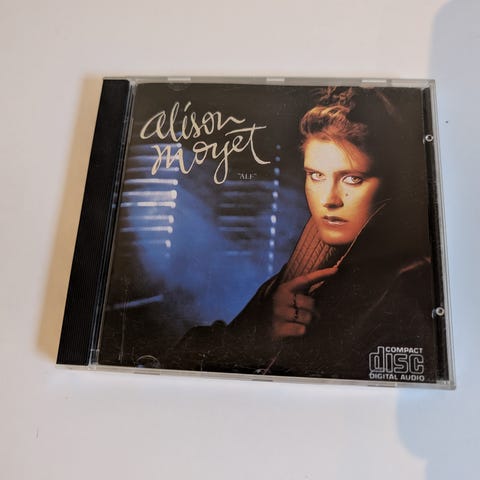 alison
moyet
"ALF"
COMPACT
disc
DIGITAL AUDIO